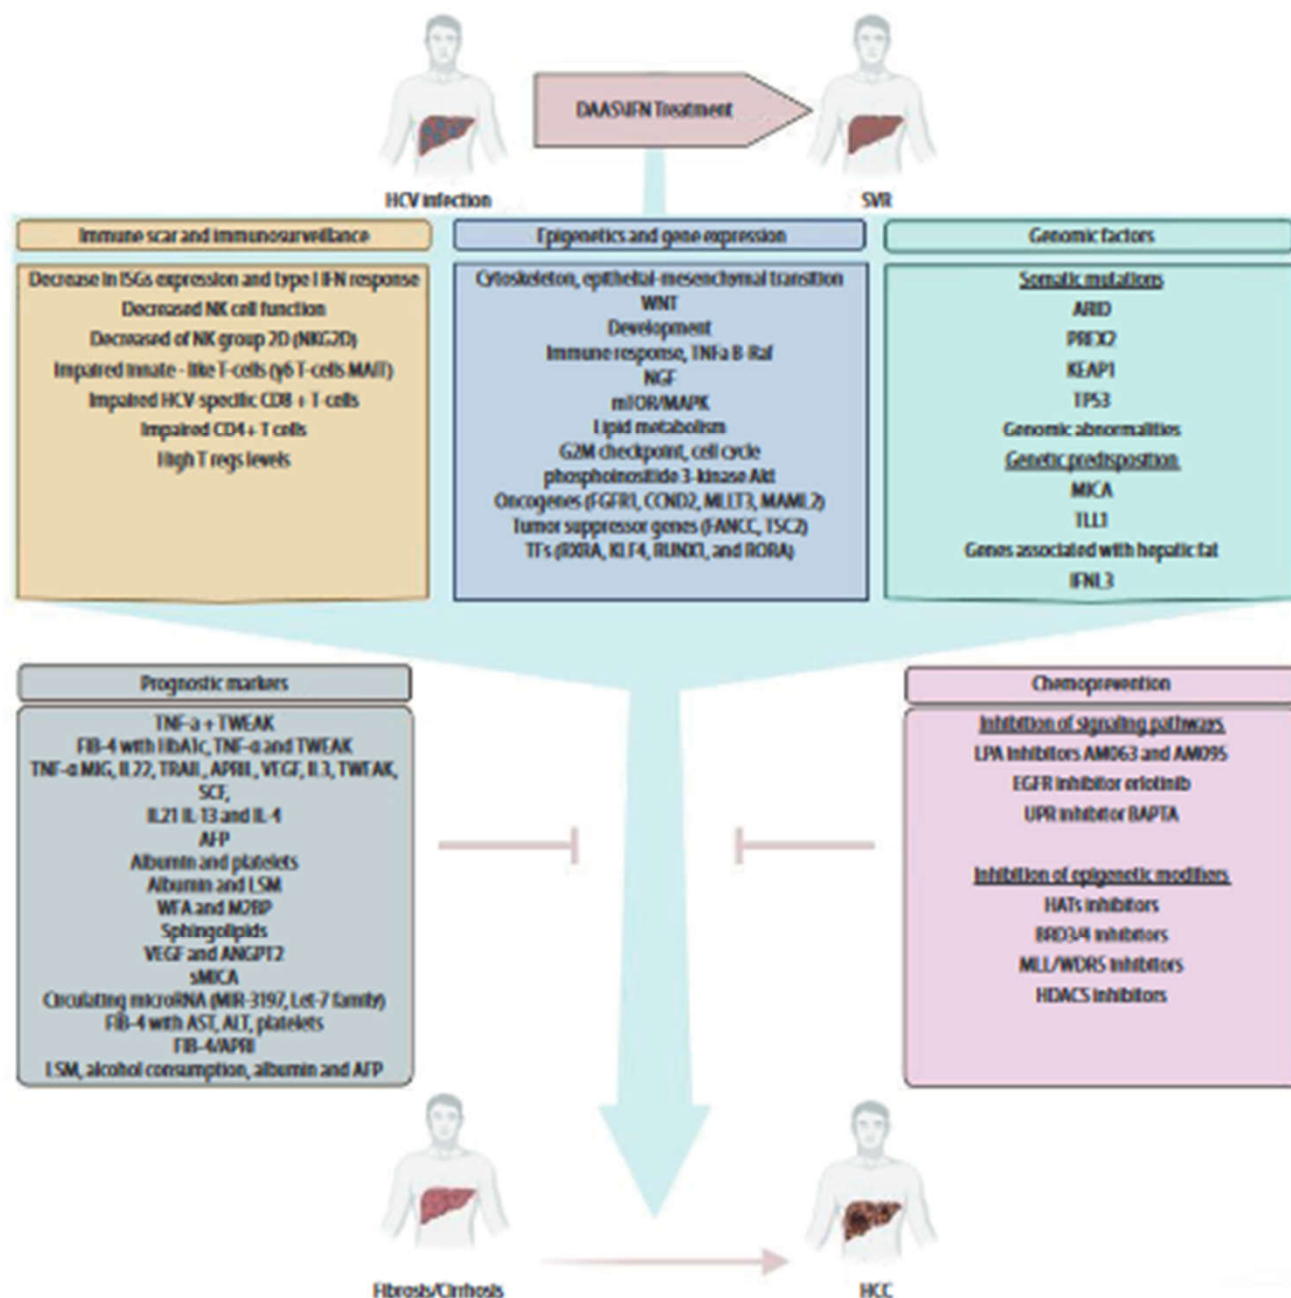 DAAS\IFN Treatment
HCV infection
SVR
Immune scar and immunosurveillance
Decrease in ISGs expression and type I IFN response
Decreased NK cell function
Decreased of NK group 2D (NKG2D)
Impaired innate - like T-cells (γδ T-cells MAIT)
Impaired HCV-specific CD8 + T-cells
Impaired CD4+ T cells
High T regs levels
Epigenetics and gene expression
Cytoskeleton, epithelial-mesenchymal transition
WNT
Development
Immune response, TNFa B-Raf
NGF
mTOR/MAPK
Lipid metabolism
G2M checkpoint, cell cycle
phosphoinositide 3-kinase Akt
Oncogenes (FGFR1, CCND2, MLLT3, MAML2)
Tumor suppressor genes (FANCC, TSC2)
TFs (RXRA, KLF4, RUNX1, and RORA)
Genomic factors
Somatic mutations
ARID
PREX2
KEAP1
TP53
Genomic abnormalities
Genetic predisposition
MICA
TLL1
Genes associated with hepatic fat
IFNL3
Prognostic markers
TNF-a + TWEAK
FIB-4 with HbA1c, TNF-α and TWEAK
TNF-α MIG, IL22, TRAIL, APRIL, VEGF, IL3, TWEAK,
SCF,
IL21 IL-13 and IL-4
AFP
Albumin and platelets
Albumin and LSM
WFA and M2BP
Sphingolipids
VEGF and ANGPT2
sMICA
Circulating microRNA (MIR-3197, Let-7 family)
FIB-4 with AST, ALT, platelets
FIB-4/APRI
LSM, alcohol consumption, albumin and AFP
Chemoprevention
Inhibition of signaling pathways
LPA inhibitors AM063 and AM095
EGFR inhibitor erlotinib
UPR inhibitor BAPTA
Inhibition of epigenetic modifiers
HATs inhibitors
BRD3/4 inhibitors
MLL/WDR5 inhibitors
HDACS inhibitors
Fibrosis/Cirrhosis
HCC